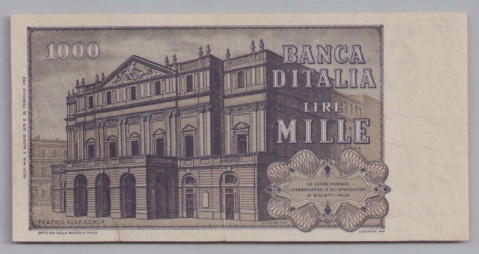 1000
BANCA
D'ITALIA
LIRE
MILLE
LA LEGGE PUNISCE
I FABBRICATORI E GLI SPACCIATORI
DI BIGLIETTI FALSI
TEATRO ALLA SCALA
OFFICINA DELLA BANCA D'ITALIA